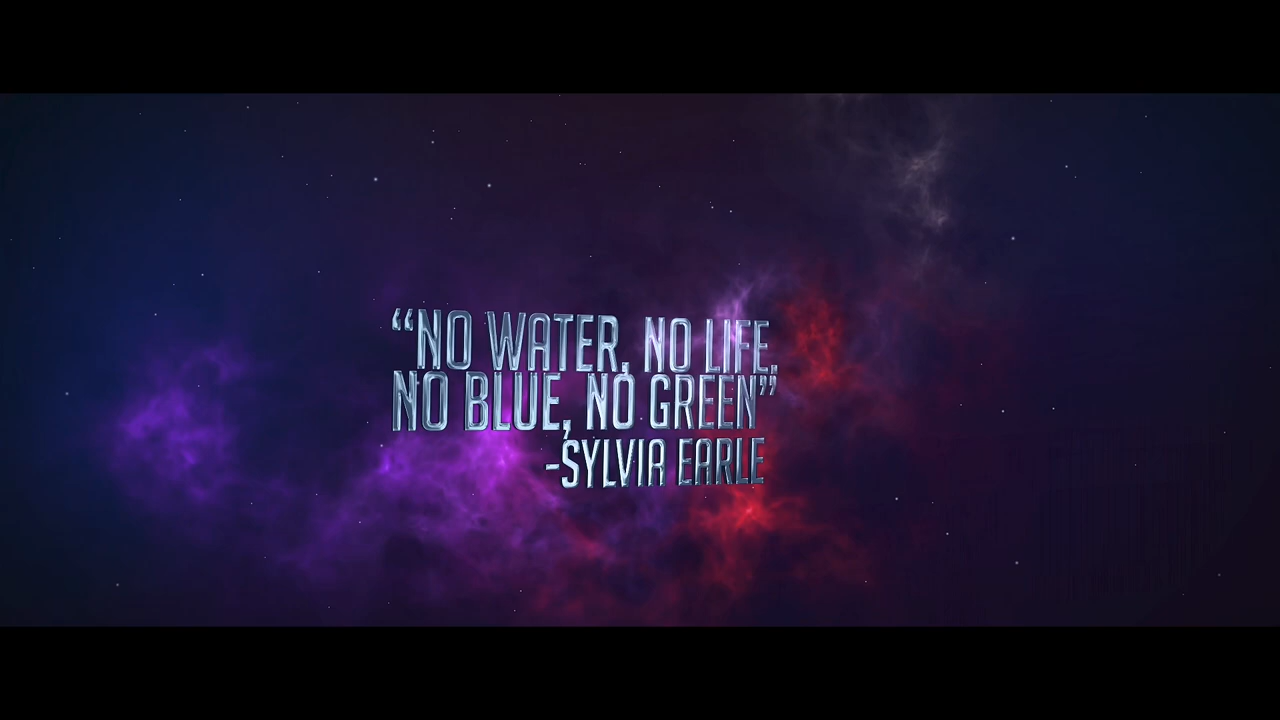 “NO WATER, NO LIFE,
NO BLUE, NO GREEN”
-SYLVIA EARLE